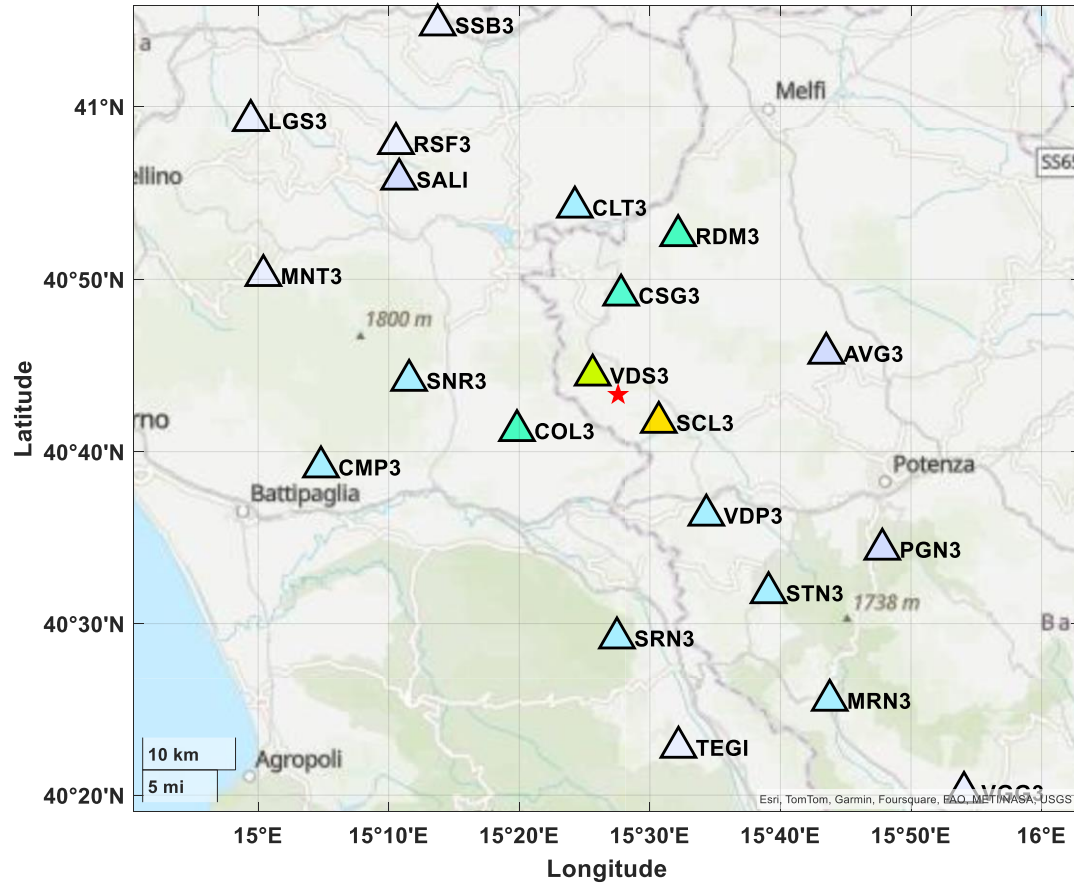 SSB3
a
Melfi
41°N
LGS3
RSF3
SS65
ellino
SALI
CLT3
RDM3
40°50'N
MNT3
CSG3
1800 m
AVG3
VDS3
SNR3
rno
COL3
SCL3
40°40'N
CMP3
Potenza
Battipaglia
VDP3
PGN3
STN3
1738 m
40°30'N
Ba
SRN3
MRN3
TEGI
10 km
Agropoli
5 mi
40°20'N
VGG3
Esri, TomTom, Garmin, Foursquare, FAO, METI/NASA, USGS
15°E
15°10'E
15°20'E
15°30'E
15°40'E
15°50'E
16°E
Latitude
Longitude